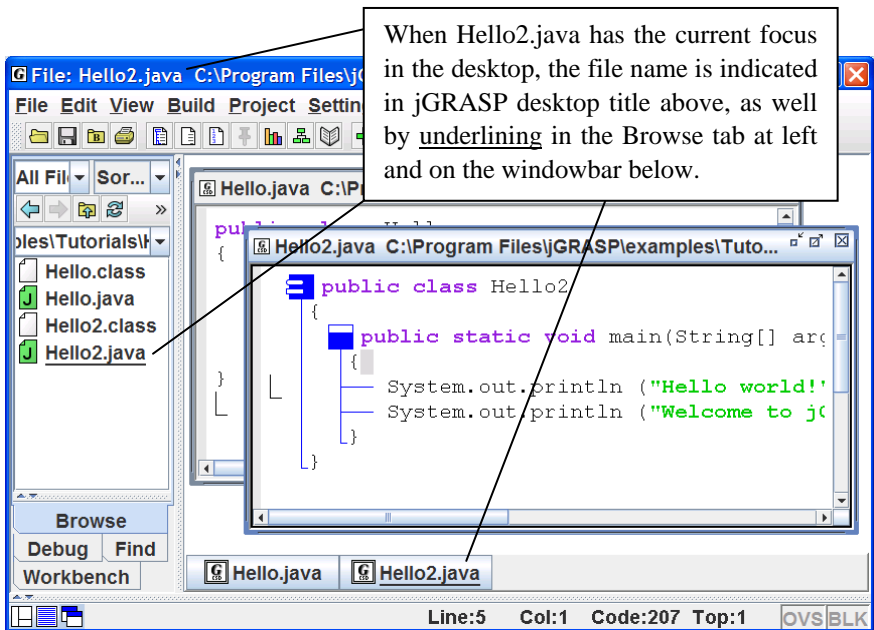 When Hello2.java has the current focus
in the desktop, the file name is indicated
in jGRASP desktop title above, as well
by underlining in the Browse tab at left
and on the windowbar below.
File: Hello2.java C:\Program Files\jG
File Edit View Build Project Settin
All Fil Sor...
»
ples\Tutorials\H
Hello.class
Hello.java
Hello2.class
Hello2.java
Browse
Debug Find
Workbench
Hello.java C:\P
{
}
Hello2.java C:\Program Files\jGRASP\examples\Tuto...
public class Hello2
{
public static void main(String[] arg
{
System.out.println ("Hello world!"
System.out.println ("Welcome to jG
}
}
Hello.java Hello2.java
Line:5 Col:1 Code:207 Top:1 OVS BLK